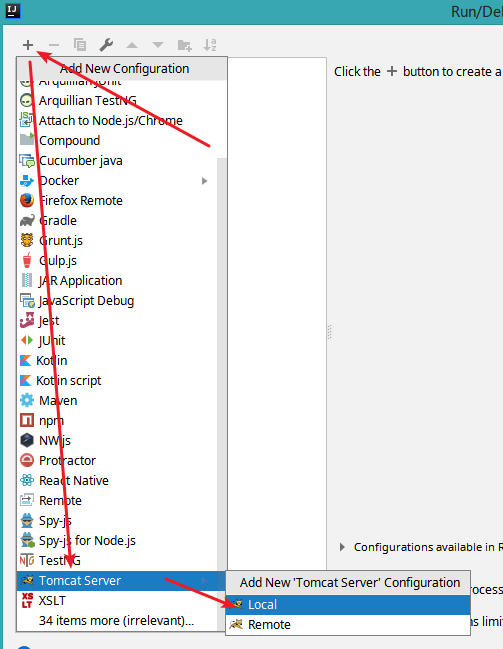 IJ
Run/De
Add New Configuration
Click the + button to create a
Arquillian JUnit
Arquillian TestNG
Attach to Node.js/Chrome
Compound
Cucumber java
Docker
Firefox Remote
Gradle
Grunt.js
Gulp.js
JAR Application
JavaScript Debug
Jest
JUnit
Kotlin
Kotlin script
Maven
npm
NW.js
Protractor
React Native
Remote
Spy-js
Spy-js for Node.js
Configurations available in R
TestNG
Tomcat Server
Add New 'Tomcat Server' Configuration
rocess
XSLT
Local
34 items more (irrelevant)...
Remote
s limi